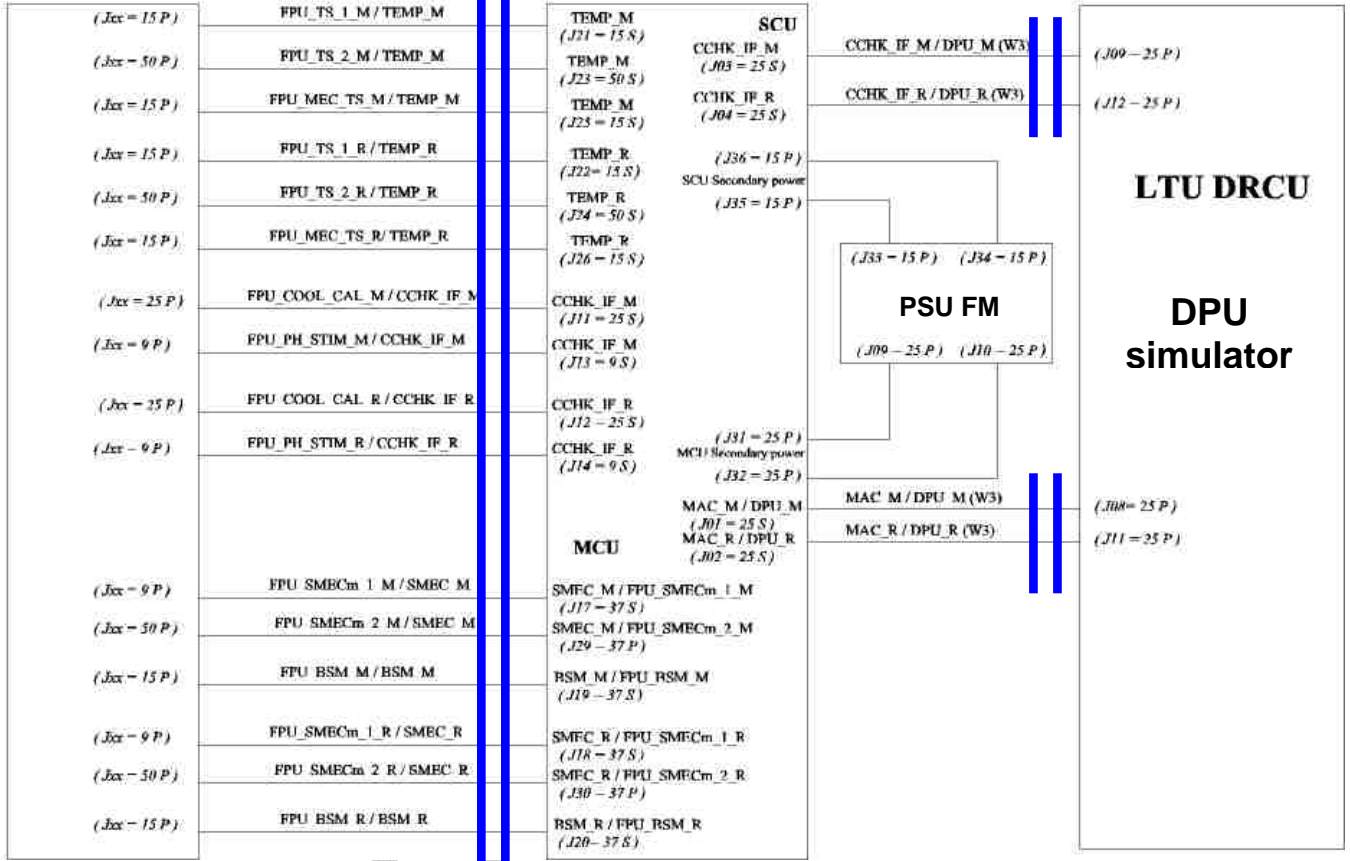 (Jxx = 15 P)
FPU_TS_1_M / TEMP_M
TEMP_M
(J21 = 15 S)
(Jxx = 50 P)
FPU_TS_2_M / TEMP_M
TEMP_M
(J23 = 50 S)
(Jxx = 15 P)
FPU_MEC_TS_M / TEMP_M
TEMP_M
(J25 = 15 S)
(Jxx = 15 P)
FPU_TS_1_R / TEMP_R
TEMP_R
(J22= 15 S)
(Jxx = 50 P)
FPU_TS_2_R / TEMP_R
TEMP_R
(J24 = 50 S)
(Jxx = 15 P)
FPU_MEC_TS_R/ TEMP_R
TEMP_R
(J26 = 15 S)
(Jxx = 25 P)
FPU_COOL_CAL_M / CCHK_IF_M
CCHK_IF_M
(J11 = 25 S)
(Jxx = 9 P)
FPU_PH_STIM_M / CCHK_IF_M
CCHK_IF_M
(J13 = 9 S)
(Jxx = 25 P)
FPU_COOL_CAL_R / CCHK_IF_R
CCHK_IF_R
(J12 = 25 S)
(Jxx = 9 P)
FPU_PH_STIM_R / CCHK_IF_R
CCHK_IF_R
(J14 = 9 S)
MCU
(Jxx = 9 P)
FPU_SMECm_1_M / SMEC_M
SMEC_M / FPU_SMECm_1_M
(J17 = 37 S)
(Jxx = 50 P)
FPU_SMECm_2_M / SMEC_M
SMEC_M / FPU_SMECm_2_M
(J29 = 37 P)
(Jxx = 15 P)
FPU_BSM_M / BSM_M
BSM_M / FPU_BSM_M
(J19 = 37 S)
(Jxx = 9 P)
FPU_SMECm_1_R / SMEC_R
SMEC_R / FPU_SMECm_1_R
(J18 = 37 S)
(Jxx = 50 P)
FPU_SMECm_2_R / SMEC_R
SMEC_R / FPU_SMECm_2_R
(J30 = 37 P)
(Jxx = 15 P)
FPU_BSM_R / BSM_R
BSM_R / FPU_BSM_R
(J20= 37 S)
SCU
CCHK_IF_M
(J03 = 25 S)
CCHK_IF_M / DPU_M (W3)
(J09 = 25 P)
CCHK_IF_R
(J04 = 25 S)
CCHK_IF_R / DPU_R (W3)
(J12 = 25 P)
(J36 = 15 P)
SCU Secondary power
(J35 = 15 P)
(J33 = 15 P) (J34 = 15 P)
PSU FM
(J09 = 25 P) (J10 = 25 P)
(J31 = 25 P)
MCU Secondary power
(J32 = 25 P)
MAC_M / DPU_M
(J01 = 25 S)
MAC_M / DPU_M (W3)
(J08= 25 P)
MAC_R / DPU_R
(J02 = 25 S)
MAC_R / DPU_R (W3)
(J11 = 25 P)
LTU DRCU
DPU
simulator